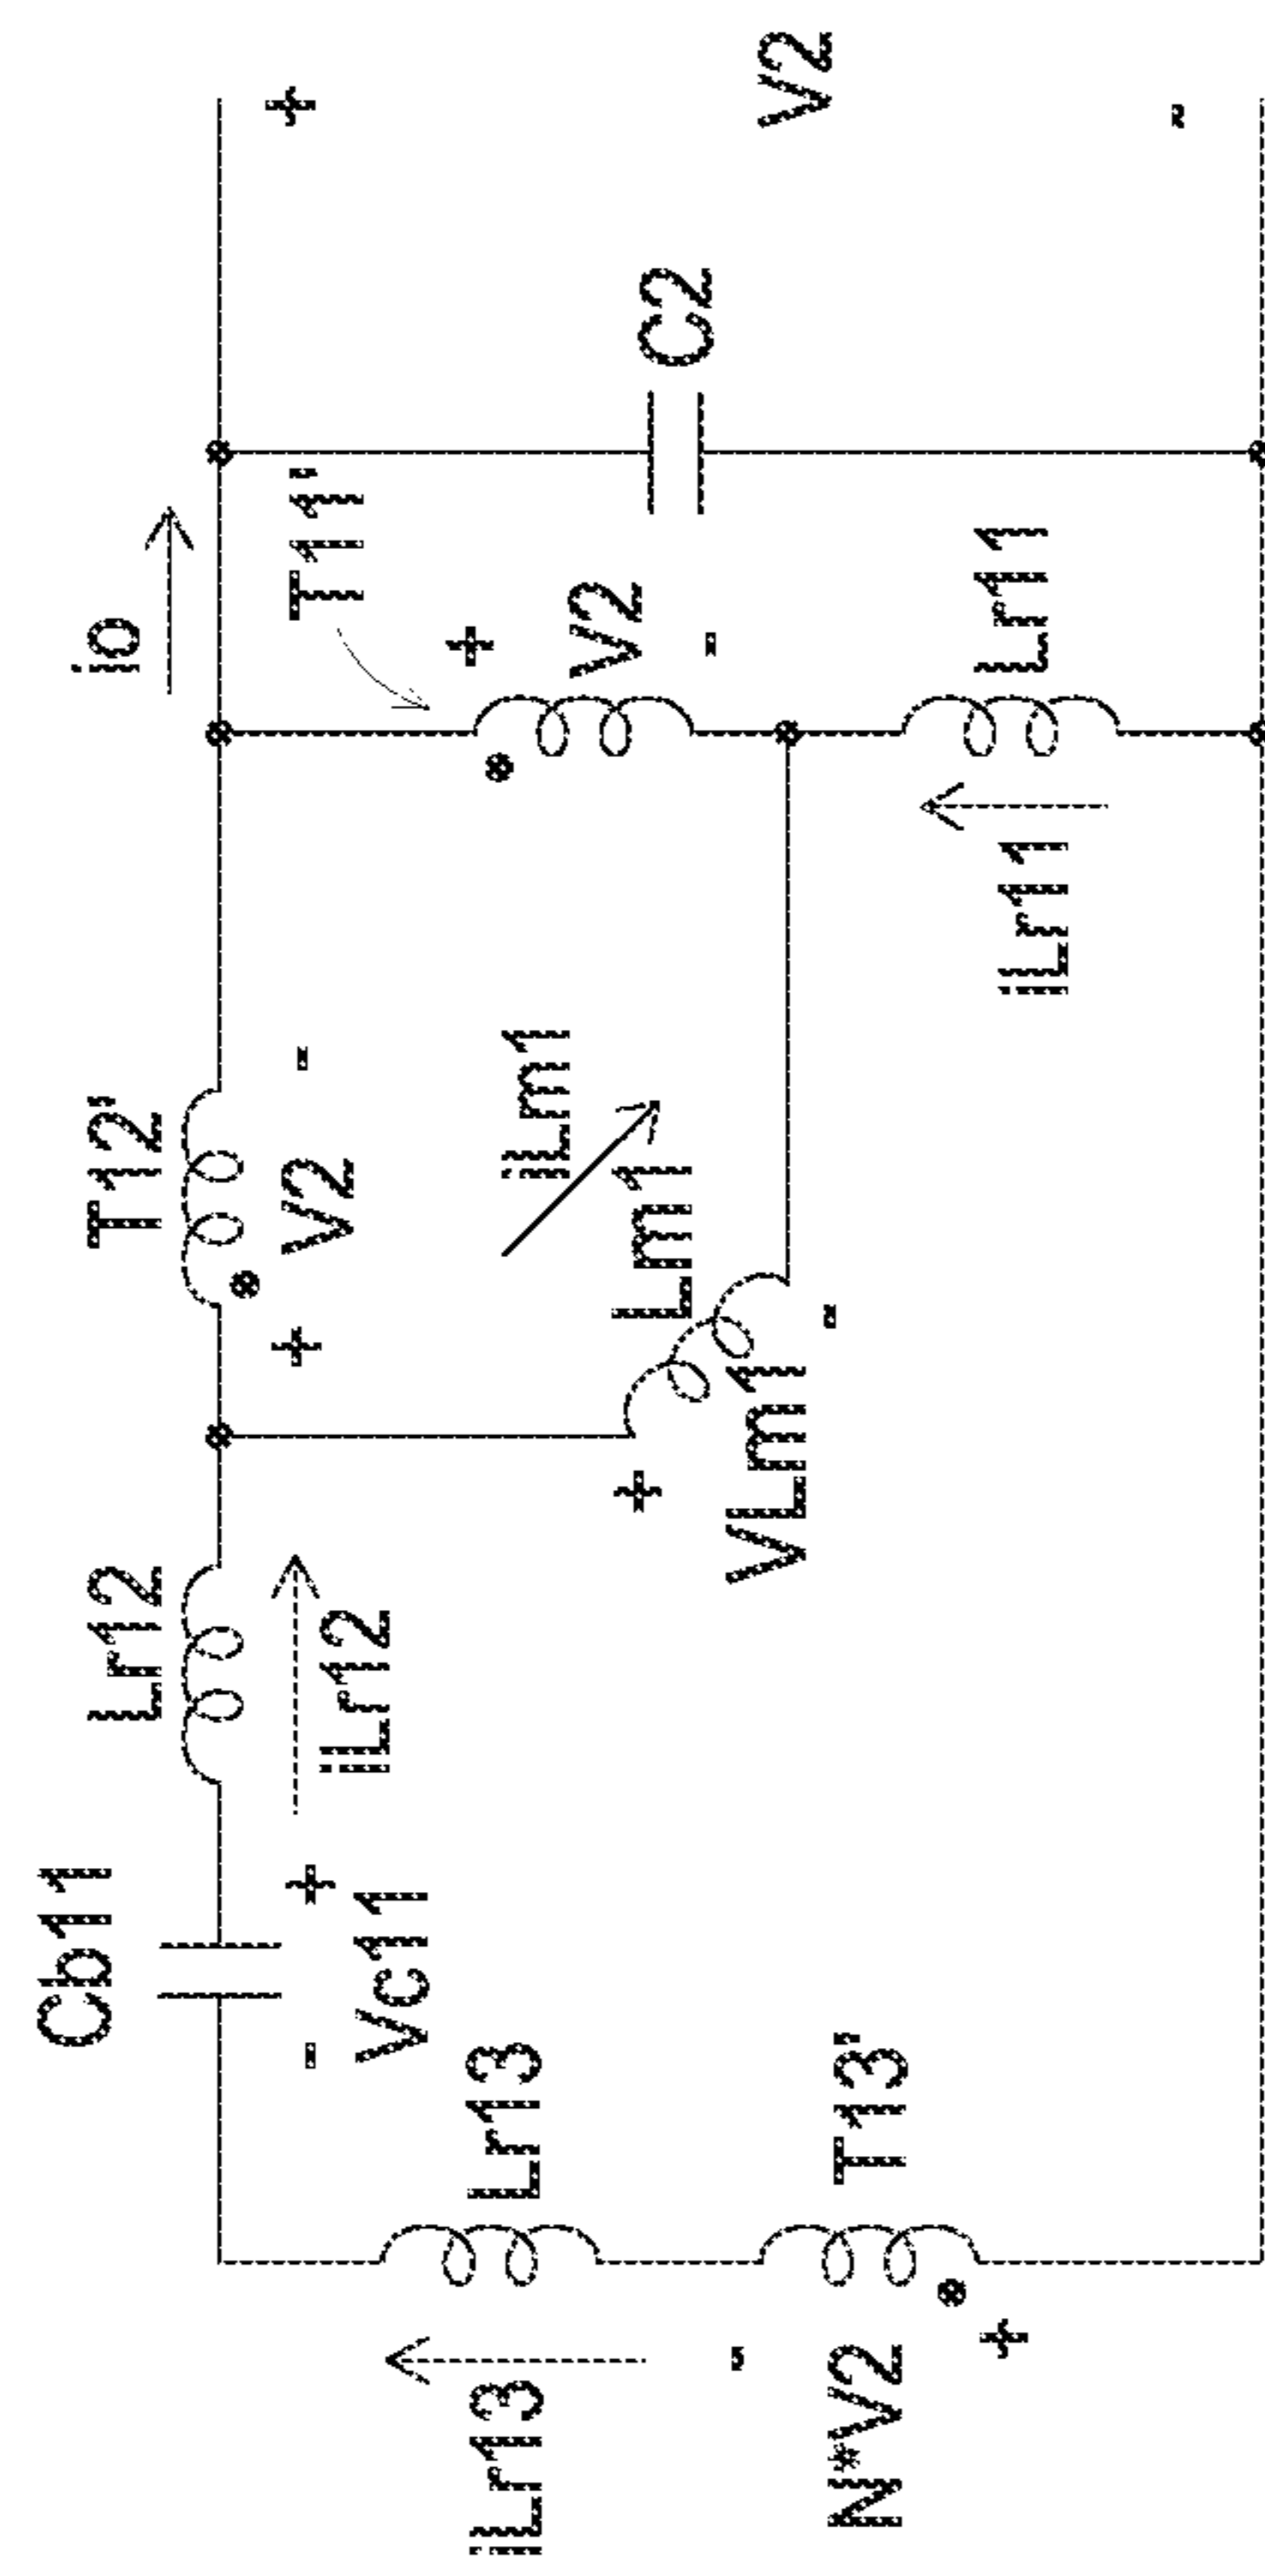 Cb11
Lr12
T12'
io
- Vc11 +
iLr12
+ V2 -
T11'
+
iLr13
Lr13
iLm1
Lm1
+ VLm1 -
+ V2 -
C2
V2
- N*V2 +
T13'
iLr11
Lr11
-